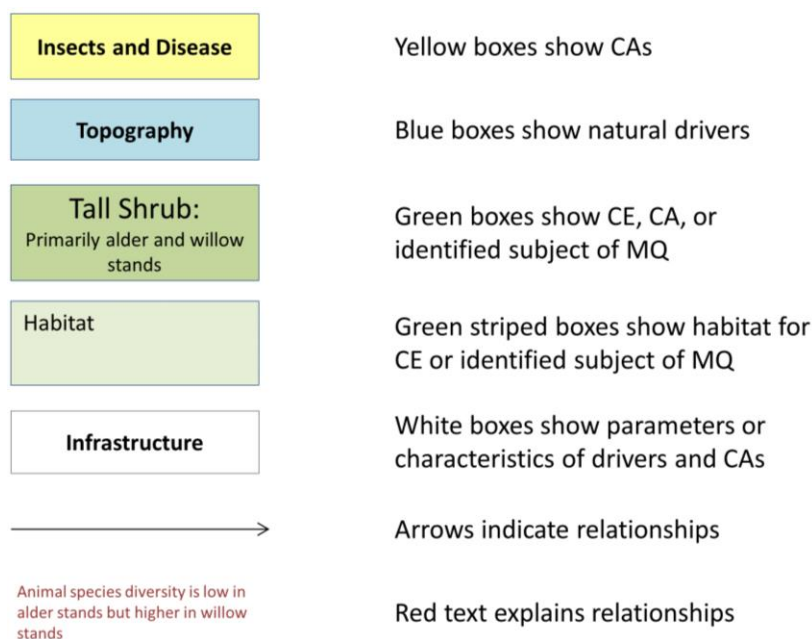 Insects and Disease
Yellow boxes show CAs
Topography
Blue boxes show natural drivers
Tall Shrub:
Primarily alder and willow
stands
Green boxes show CE, CA, or
identified subject of MQ
Habitat
Green striped boxes show habitat for
CE or identified subject of MQ
Infrastructure
White boxes show parameters or
characteristics of drivers and CAs
Arrows indicate relationships
Animal species diversity is low in
alder stands but higher in willow
stands
Red text explains relationships